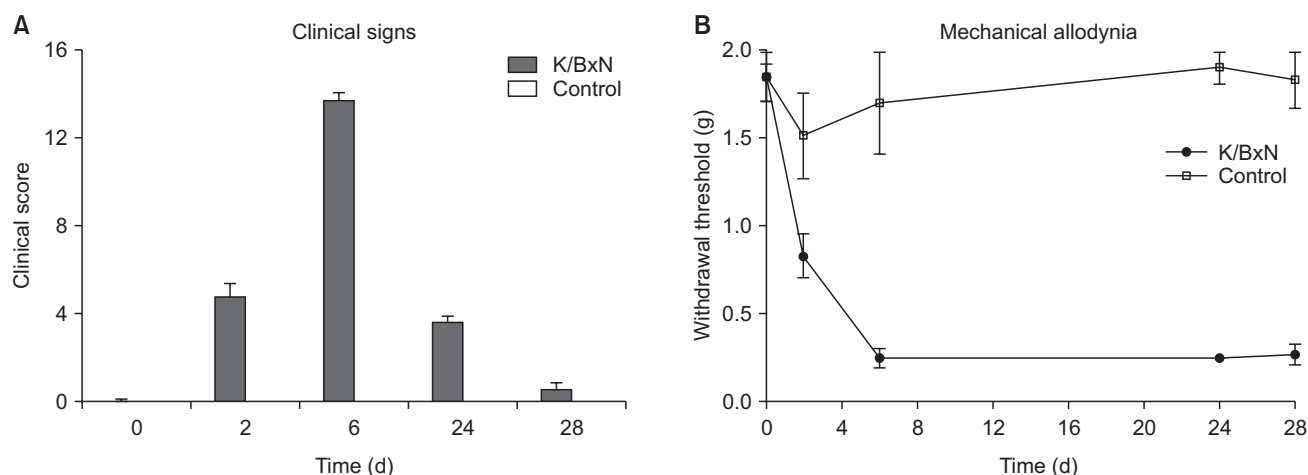 A
Clinical signs
16
12
8
4
0
Clinical score
K/BxN
Control
0 2 6 24 28
Time (d)
B
Mechanical allodynia
2.0
1.5
1.0
0.5
0.0
Withdrawal threshold (g)
K/BxN
Control
0 4 8 12 16 20 24 28
Time (d)